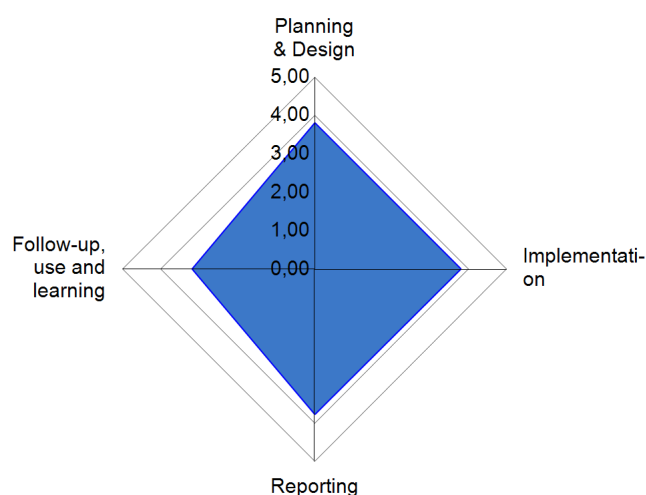 Planning
& Design
5,00
4,00
3,00
2,00
1,00
0,00
Follow-up,
use and
learning
Implementati-
on
Reporting